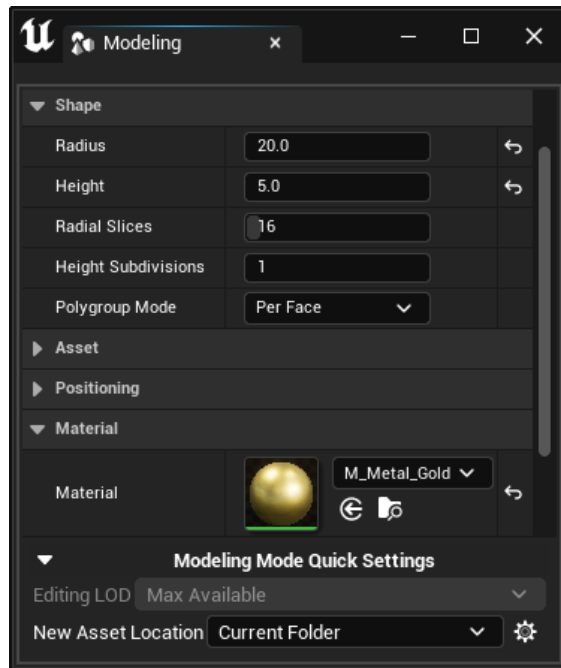 Modeling
Shape
Radius 20.0
Height 5.0
Radial Slices 16
Height Subdivisions 1
Polygroup Mode Per Face
Asset
Positioning
Material
M_Metal_Gold
Material
Modeling Mode Quick Settings
Editing LOD Max Available
New Asset Location Current Folder